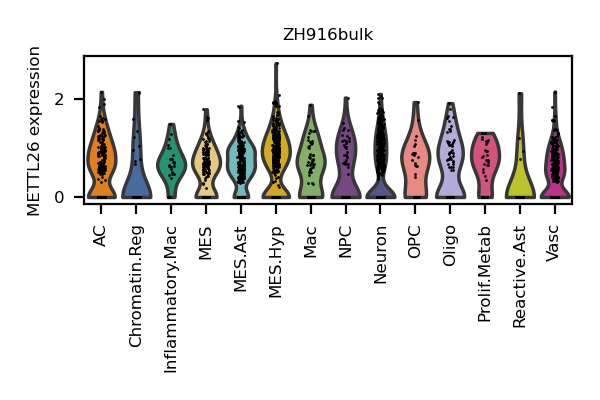 ZH916bulk
METTL26 expression
2
0
AC
Chromatin.Reg
Inflammatory.Mac
MES
MES.Ast
MES.Hyp
Mac
NPC
Neuron
OPC
Oligo
Prolif.Metab
Reactive.Ast
Vasc